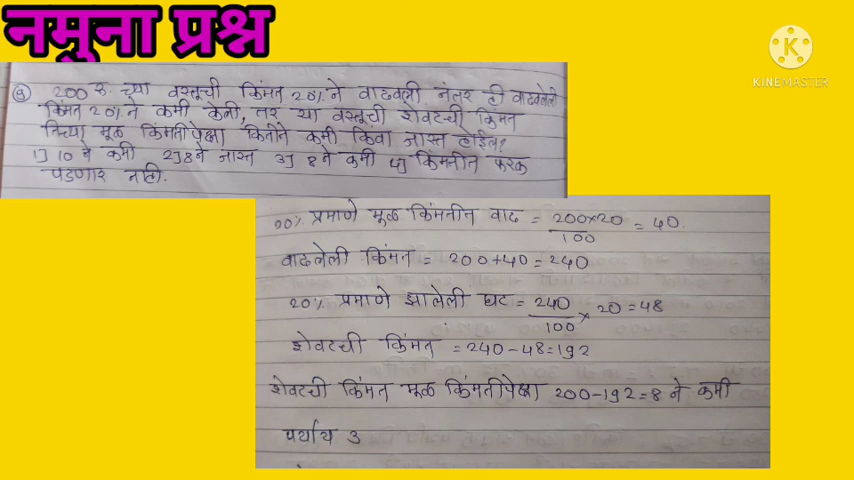 नमुना प्रश्न
K
KINEMASTER
200 रु. च्या वस्तूची किंमत 20% ने वाढवली नंतर ही वाढलेली
किंमत 20% ने कमी केली, तर या वस्तूची शेवटची किंमत
तिच्या मूळ किंमतीपेक्षा कितीने कमी किंवा जास्त होईल?
1] 10 ने कमी 2] 8 ने जास्त 3] 8 ने कमी 4] किंमतीत फरक
पडणार नाही.
20% प्रमाणे मूळ किंमतीत वाढ = 200×20/100 = 40.
वाढलेली किंमत = 200+40=240
20% प्रमाणे झालेली घट = 240/100 × 20 = 48
शेवटची किंमत = 240-48=192
शेवटची किंमत मूळ किंमतीपेक्षा 200-192=8 ने कमी
पर्याय 3